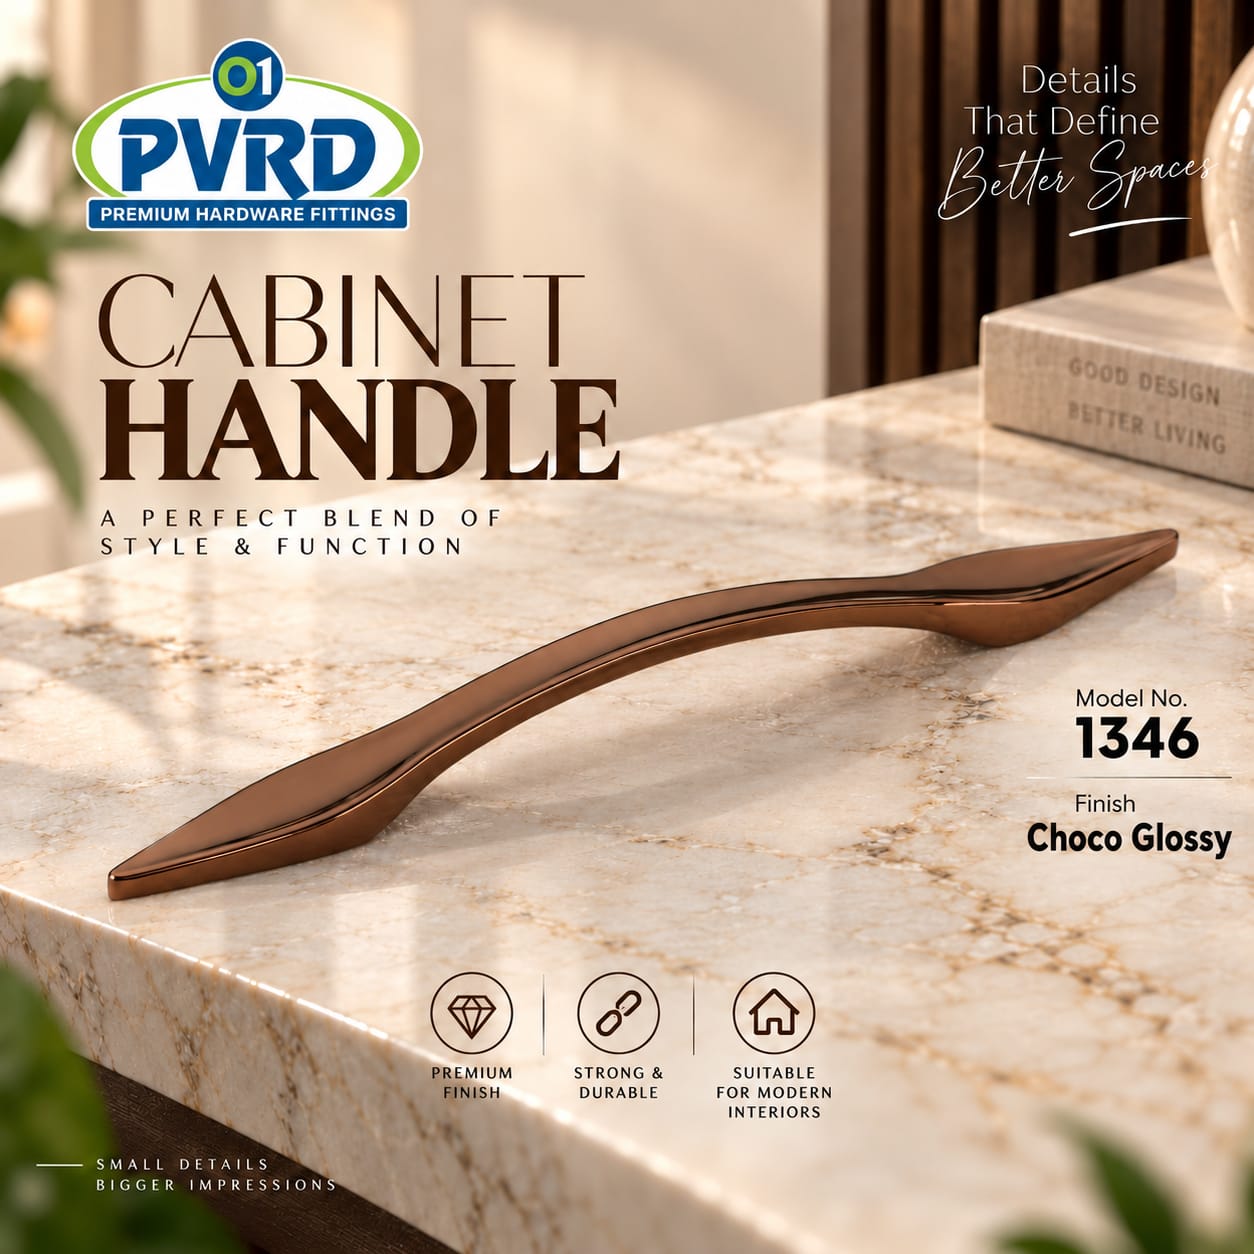 01
PVRD
PREMIUM HARDWARE FITTINGS
Details
That Define
Better Spaces
CABINET
HANDLE
A PERFECT BLEND OF
STYLE & FUNCTION
GOOD DESIGN
BETTER LIVING
Model No.
1346
Finish
Choco Glossy
PREMIUM
FINISH
STRONG &
DURABLE
SUITABLE
FOR MODERN
INTERIORS
SMALL DETAILS
BIGGER IMPRESSIONS